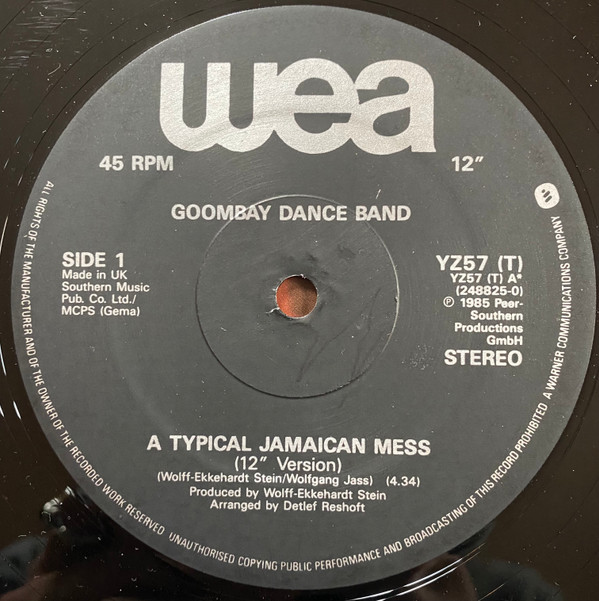 wea
45 RPM
12"
GOOMBAY DANCE BAND
SIDE 1
Made in UK
Southern Music
Pub. Co. Ltd./
MCPS (Gema)
YZ57 (T)
YZ57 (T) A*
(248825-0)
℗ 1985 Peer-
Southern
Productions
GmbH
STEREO
A TYPICAL JAMAICAN MESS
(12" Version)
(Wolff-Ekkehardt Stein/Wolfgang Jass) (4.34)
Produced by Wolff-Ekkehardt Stein
Arranged by Detlef Reshoft
ALL RIGHTS OF THE MANUFACTURER AND OF THE OWNER OF THE RECORDED WORK RESERVED UNAUTHORISED COPYING PUBLIC PERFORMANCE AND BROADCASTING OF THIS RECORD PROHIBITED A WARNER COMMUNICATIONS COMPANY